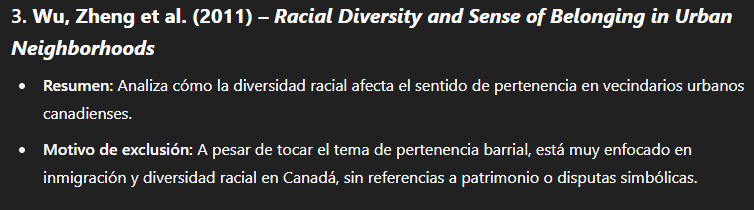 3. Wu, Zheng et al. (2011) – Racial Diversity and Sense of Belonging in Urban
Neighborhoods
• Resumen: Analiza cómo la diversidad racial afecta el sentido de pertenencia en vecindarios urbanos
canadienses.
• Motivo de exclusión: A pesar de tocar el tema de pertenencia barrial, está muy enfocado en
inmigración y diversidad racial en Canadá, sin referencias a patrimonio o disputas simbólicas.